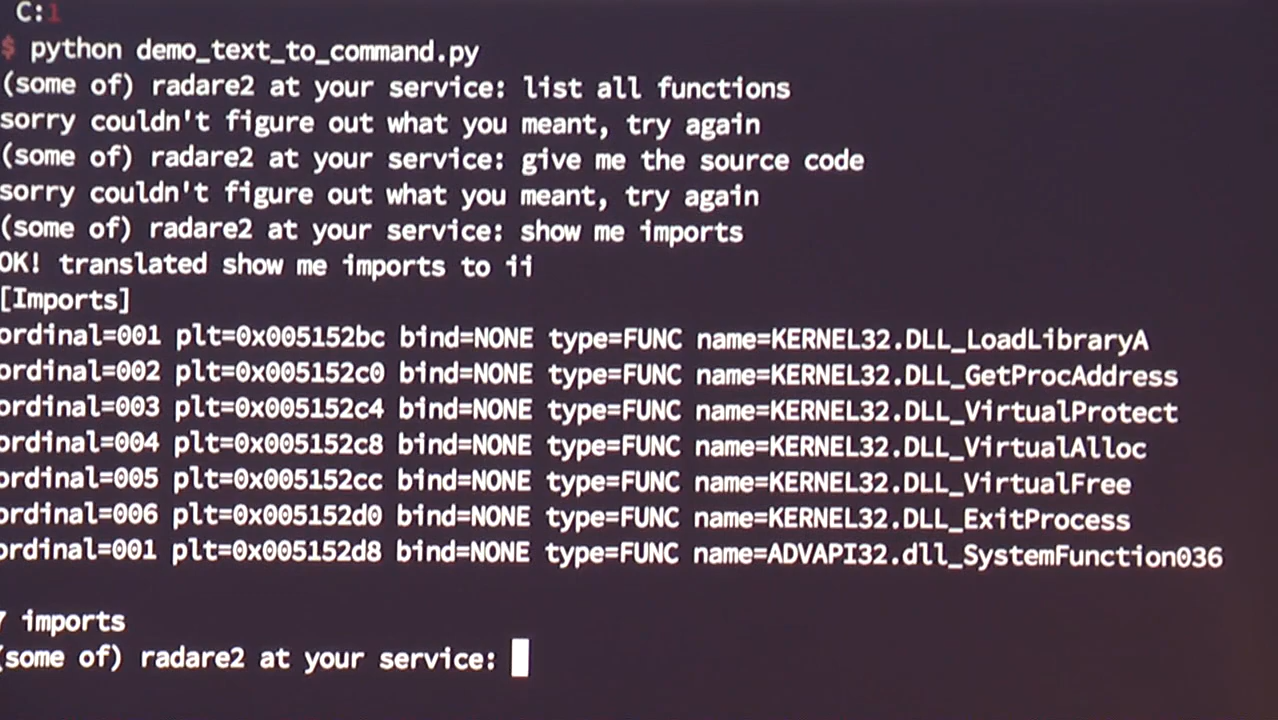 C:1
$ python demo_text_to_command.py
(some of) radare2 at your service: list all functions
sorry couldn't figure out what you meant, try again
(some of) radare2 at your service: give me the source code
sorry couldn't figure out what you meant, try again
(some of) radare2 at your service: show me imports
OK! translated show me imports to ii
[Imports]
ordinal=001 plt=0x005152bc bind=NONE type=FUNC name=KERNEL32.DLL_LoadLibraryA
ordinal=002 plt=0x005152c0 bind=NONE type=FUNC name=KERNEL32.DLL_GetProcAddress
ordinal=003 plt=0x005152c4 bind=NONE type=FUNC name=KERNEL32.DLL_VirtualProtect
ordinal=004 plt=0x005152c8 bind=NONE type=FUNC name=KERNEL32.DLL_VirtualAlloc
ordinal=005 plt=0x005152cc bind=NONE type=FUNC name=KERNEL32.DLL_VirtualFree
ordinal=006 plt=0x005152d0 bind=NONE type=FUNC name=KERNEL32.DLL_ExitProcess
ordinal=001 plt=0x005152d8 bind=NONE type=FUNC name=ADVAPI32.dll_SystemFunction036
7 imports
(some of) radare2 at your service: